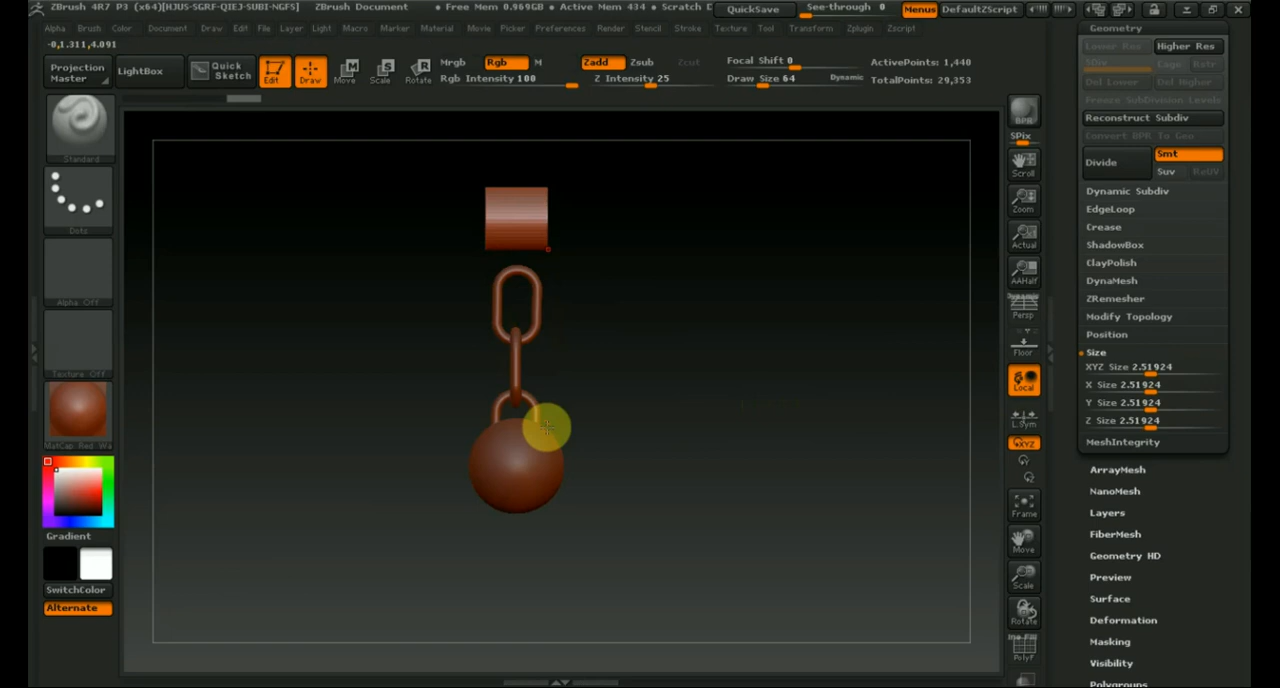 ZBrush 4R7 P3 (x64)[HJUS-SGRF-QIEJ-SUBI-NGFS] ZBrush Document • Free Mem 0.969GB • Active Mem 434 • Scratch D QuickSave See-through 0 Menus DefaultZScript
Alpha Brush Color Document Draw Edit File Layer Light Macro Marker Material Movie Picker Preferences Render Stencil Stroke Texture Tool Transform Zplugin Zscript
-0,1.311,4.091
Projection Master
LightBox
Quick Sketch
Edit
Draw
Move
Scale
Rotate
Mrgb Rgb M
Rgb Intensity 100
Zadd Zsub Zcut
Z Intensity 25
Focal Shift 0
Draw Size 64 Dynamic
ActivePoints: 1,440
TotalPoints: 29,353
Standard
Dots
Alpha Off
Texture Off
MatCap Red Wa
Gradient
SwitchColor
Alternate
BPR
SPix
Scroll
Zoom
Actual
AAHalf
Dynamic
Persp
Floor
Local
L.Sym
XYZ
Frame
Move
Scale
Rotate
PolyF
Geometry
Lower Res Higher Res
SDiv Cage Rstr
Del Lower Del Higher
Freeze SubDivision Levels
Reconstruct Subdiv
Convert BPR To Geo
Divide
Smt
Suv ReUV
Dynamic Subdiv
EdgeLoop
Crease
ShadowBox
ClayPolish
DynaMesh
ZRemesher
Modify Topology
Position
Size
XYZ Size 2.51924
X Size 2.51924
Y Size 2.51924
Z Size 2.51924
MeshIntegrity
ArrayMesh
NanoMesh
Layers
FiberMesh
Geometry HD
Preview
Surface
Deformation
Masking
Visibility
Polygroups